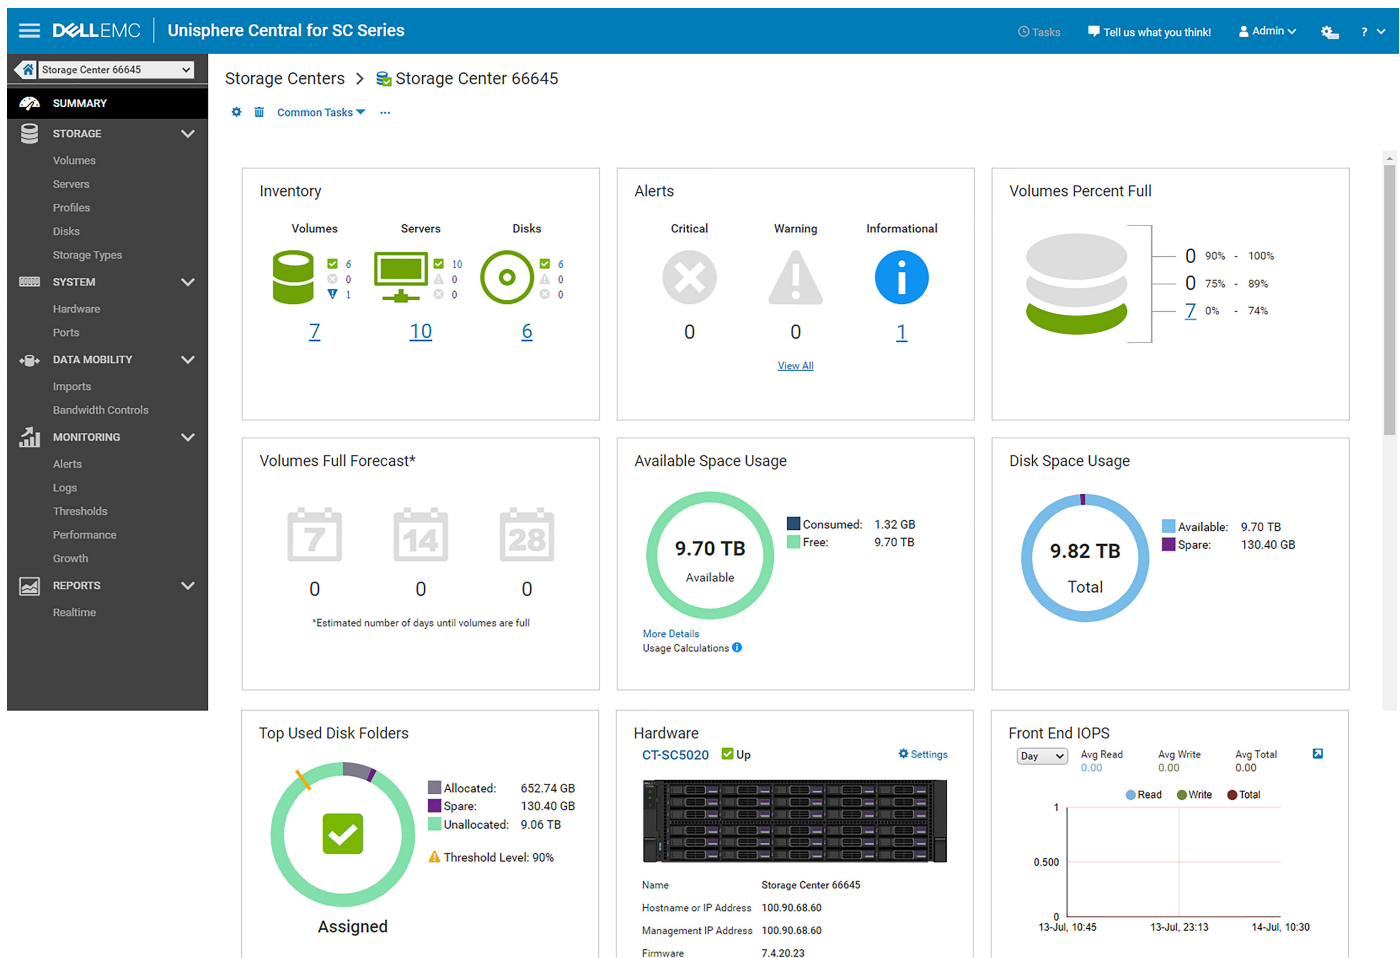 DELLEMC Unisphere Central for SC Series
Tasks Tell us what you think! Admin ?
Storage Center 66645
SUMMARY
STORAGE
Volumes
Servers
Profiles
Disks
Storage Types
SYSTEM
Hardware
Ports
DATA MOBILITY
Imports
Bandwidth Controls
MONITORING
Alerts
Logs
Thresholds
Performance
Growth
REPORTS
Realtime
Storage Centers > Storage Center 66645
Common Tasks ...
Inventory
Volumes Servers Disks
6 10 6
0 0 0
1 0 0
7 10 6
Alerts
Critical Warning Informational
0 0 1
View All
Volumes Percent Full
0 90% - 100%
0 75% - 89%
7 0% - 74%
Volumes Full Forecast*
7 14 28
0 0 0
*Estimated number of days until volumes are full
Available Space Usage
9.70 TB
Available
Consumed: 1.32 GB
Free: 9.70 TB
More Details
Usage Calculations
Disk Space Usage
9.82 TB
Total
Available: 9.70 TB
Spare: 130.40 GB
Top Used Disk Folders
Allocated: 652.74 GB
Spare: 130.40 GB
Unallocated: 9.06 TB
Threshold Level: 90%
Assigned
Hardware
CT-SC5020 Up Settings
Name Storage Center 66645
Hostname or IP Address 100.90.68.60
Management IP Address 100.90.68.60
Firmware 7.4.20.23
Front End IOPS
Day Avg Read Avg Write Avg Total
0.00 0.00 0.00
Read Write Total
1
0.500
0
13-Jul, 10:45 13-Jul, 23:13 14-Jul, 10:30